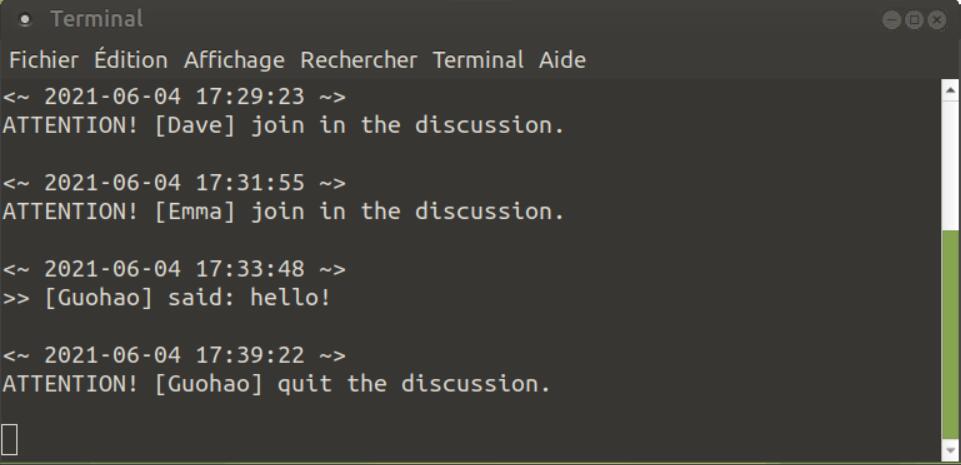 Terminal
Fichier Édition Affichage Rechercher Terminal Aide
<~ 2021-06-04 17:29:23 ~>
ATTENTION! [Dave] join in the discussion.
<~ 2021-06-04 17:31:55 ~>
ATTENTION! [Emma] join in the discussion.
<~ 2021-06-04 17:33:48 ~>
>> [Guohao] said: hello!
<~ 2021-06-04 17:39:22 ~>
ATTENTION! [Guohao] quit the discussion.